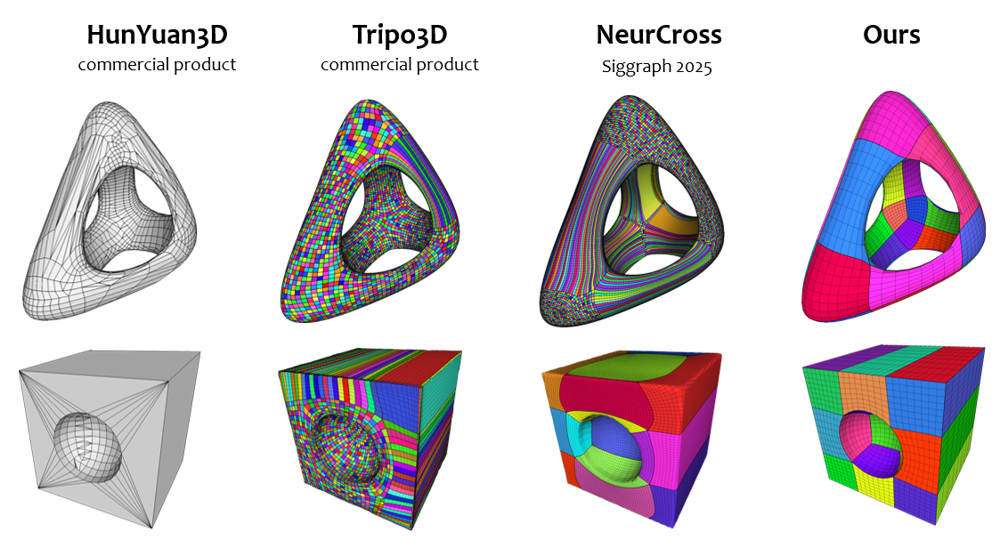 HunYuan3D
commercial product
Tripo3D
commercial product
NeurCross
Siggraph 2025
Ours